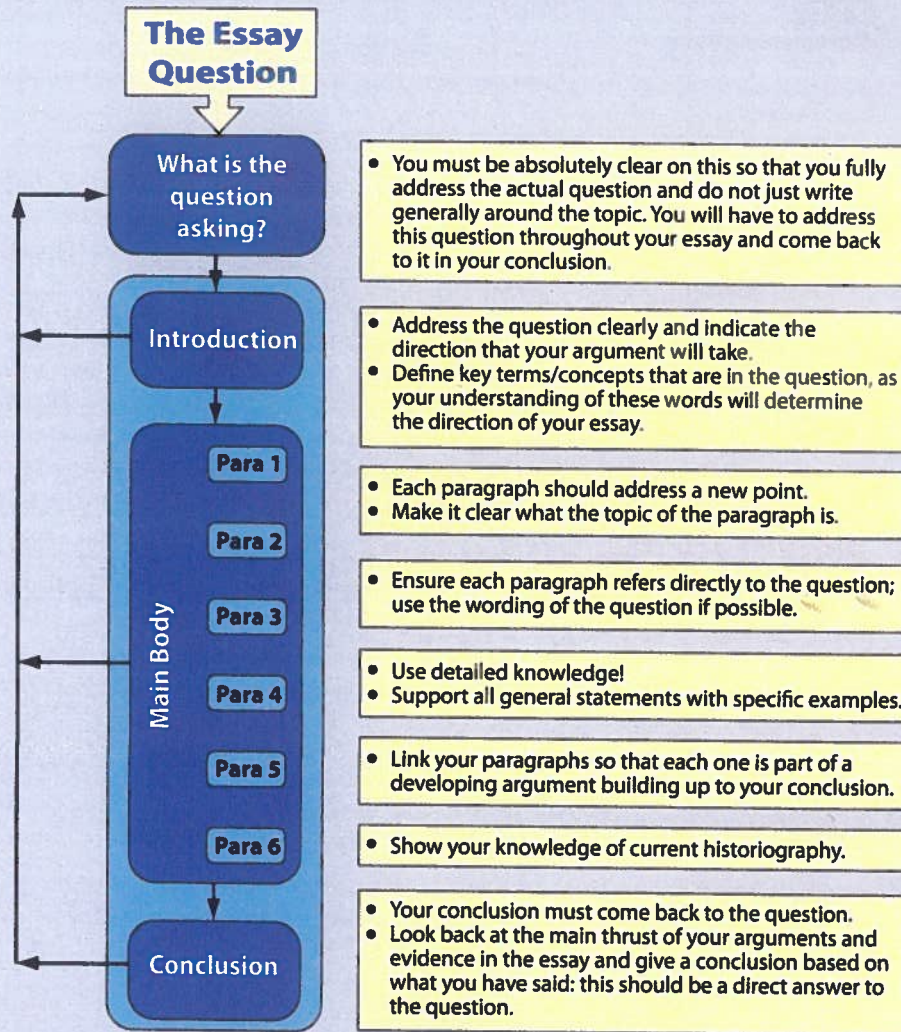 The Essay
Question
What is the
question
asking?
• You must be absolutely clear on this so that you fully
address the actual question and do not just write
generally around the topic. You will have to address
this question throughout your essay and come back
to it in your conclusion.
Introduction
• Address the question clearly and indicate the
direction that your argument will take.
• Define key terms/concepts that are in the question, as
your understanding of these words will determine
the direction of your essay.
Main Body
Para 1
• Each paragraph should address a new point.
• Make it clear what the topic of the paragraph is.
Para 2
• Ensure each paragraph refers directly to the question;
use the wording of the question if possible.
Para 3
• Use detailed knowledge!
• Support all general statements with specific examples.
Para 4
• Link your paragraphs so that each one is part of a
developing argument building up to your conclusion.
Para 5
Para 6
• Show your knowledge of current historiography.
Conclusion
• Your conclusion must come back to the question.
• Look back at the main thrust of your arguments and
evidence in the essay and give a conclusion based on
what you have said: this should be a direct answer to
the question.